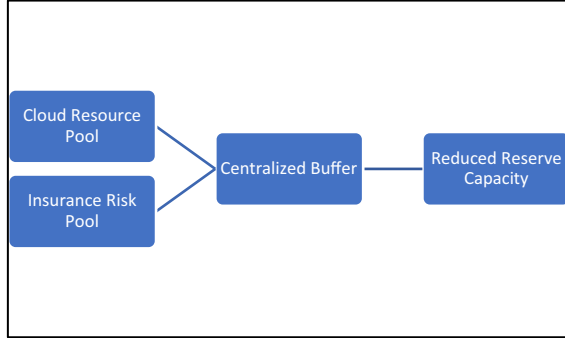 Cloud Resource
Pool
Insurance Risk
Pool
Centralized Buffer
Reduced Reserve
Capacity